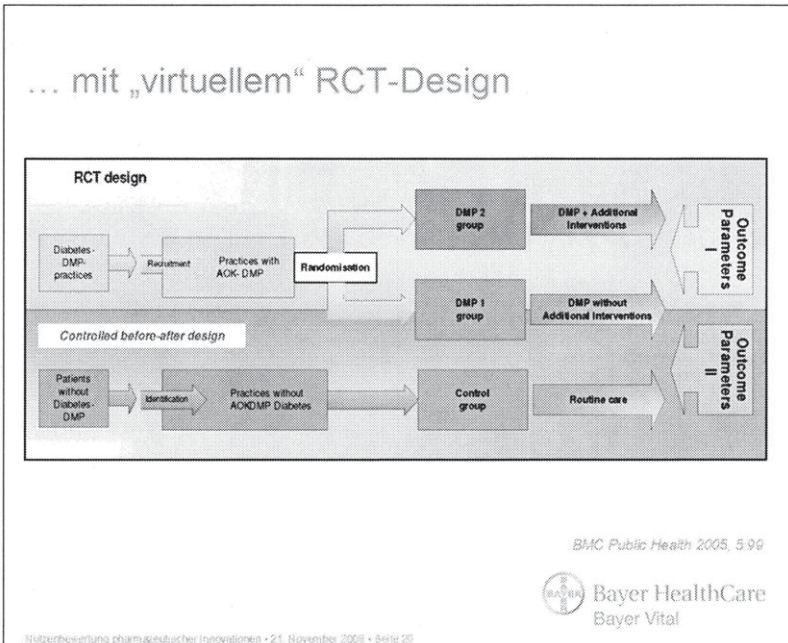 ... mit „virtuellem“ RCT-Design
RCT design
Diabetes-
DMP-
practices
Recruitment
Practices with
AOK- DMP
Randomisation
DMP 2
group
DMP + Additional
Interventions
Outcome
Parameters
I
DMP 1
group
DMP without
Additional Interventions
Controlled before-after design
Patients
without
Diabetes-
DMP
Identification
Practices without
AOKDMP Diabetes
Control
group
Routine care
Outcome
Parameters
II
BMC Public Health 2005, 5:99
BAYER
Bayer HealthCare
Bayer Vital
Nutzenbewertung pharmazeutischer Innovationen • 21. November 2006 • Seite 20